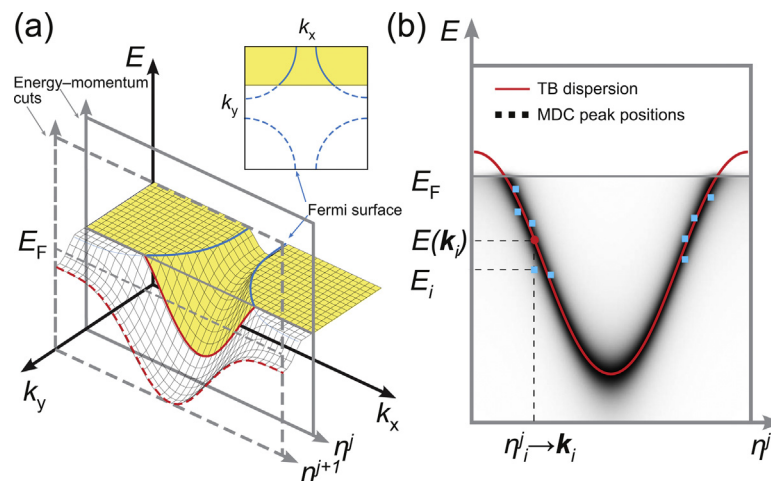 (a)
E
Energy–momentum
cuts
k_x
k_y
Fermi surface
E_F
k_y
k_x
η^j
η^{j+1}
(b)
E
TB dispersion
MDC peak positions
E_F
E(k_i)
E_i
η^j_i→k_i
η^j